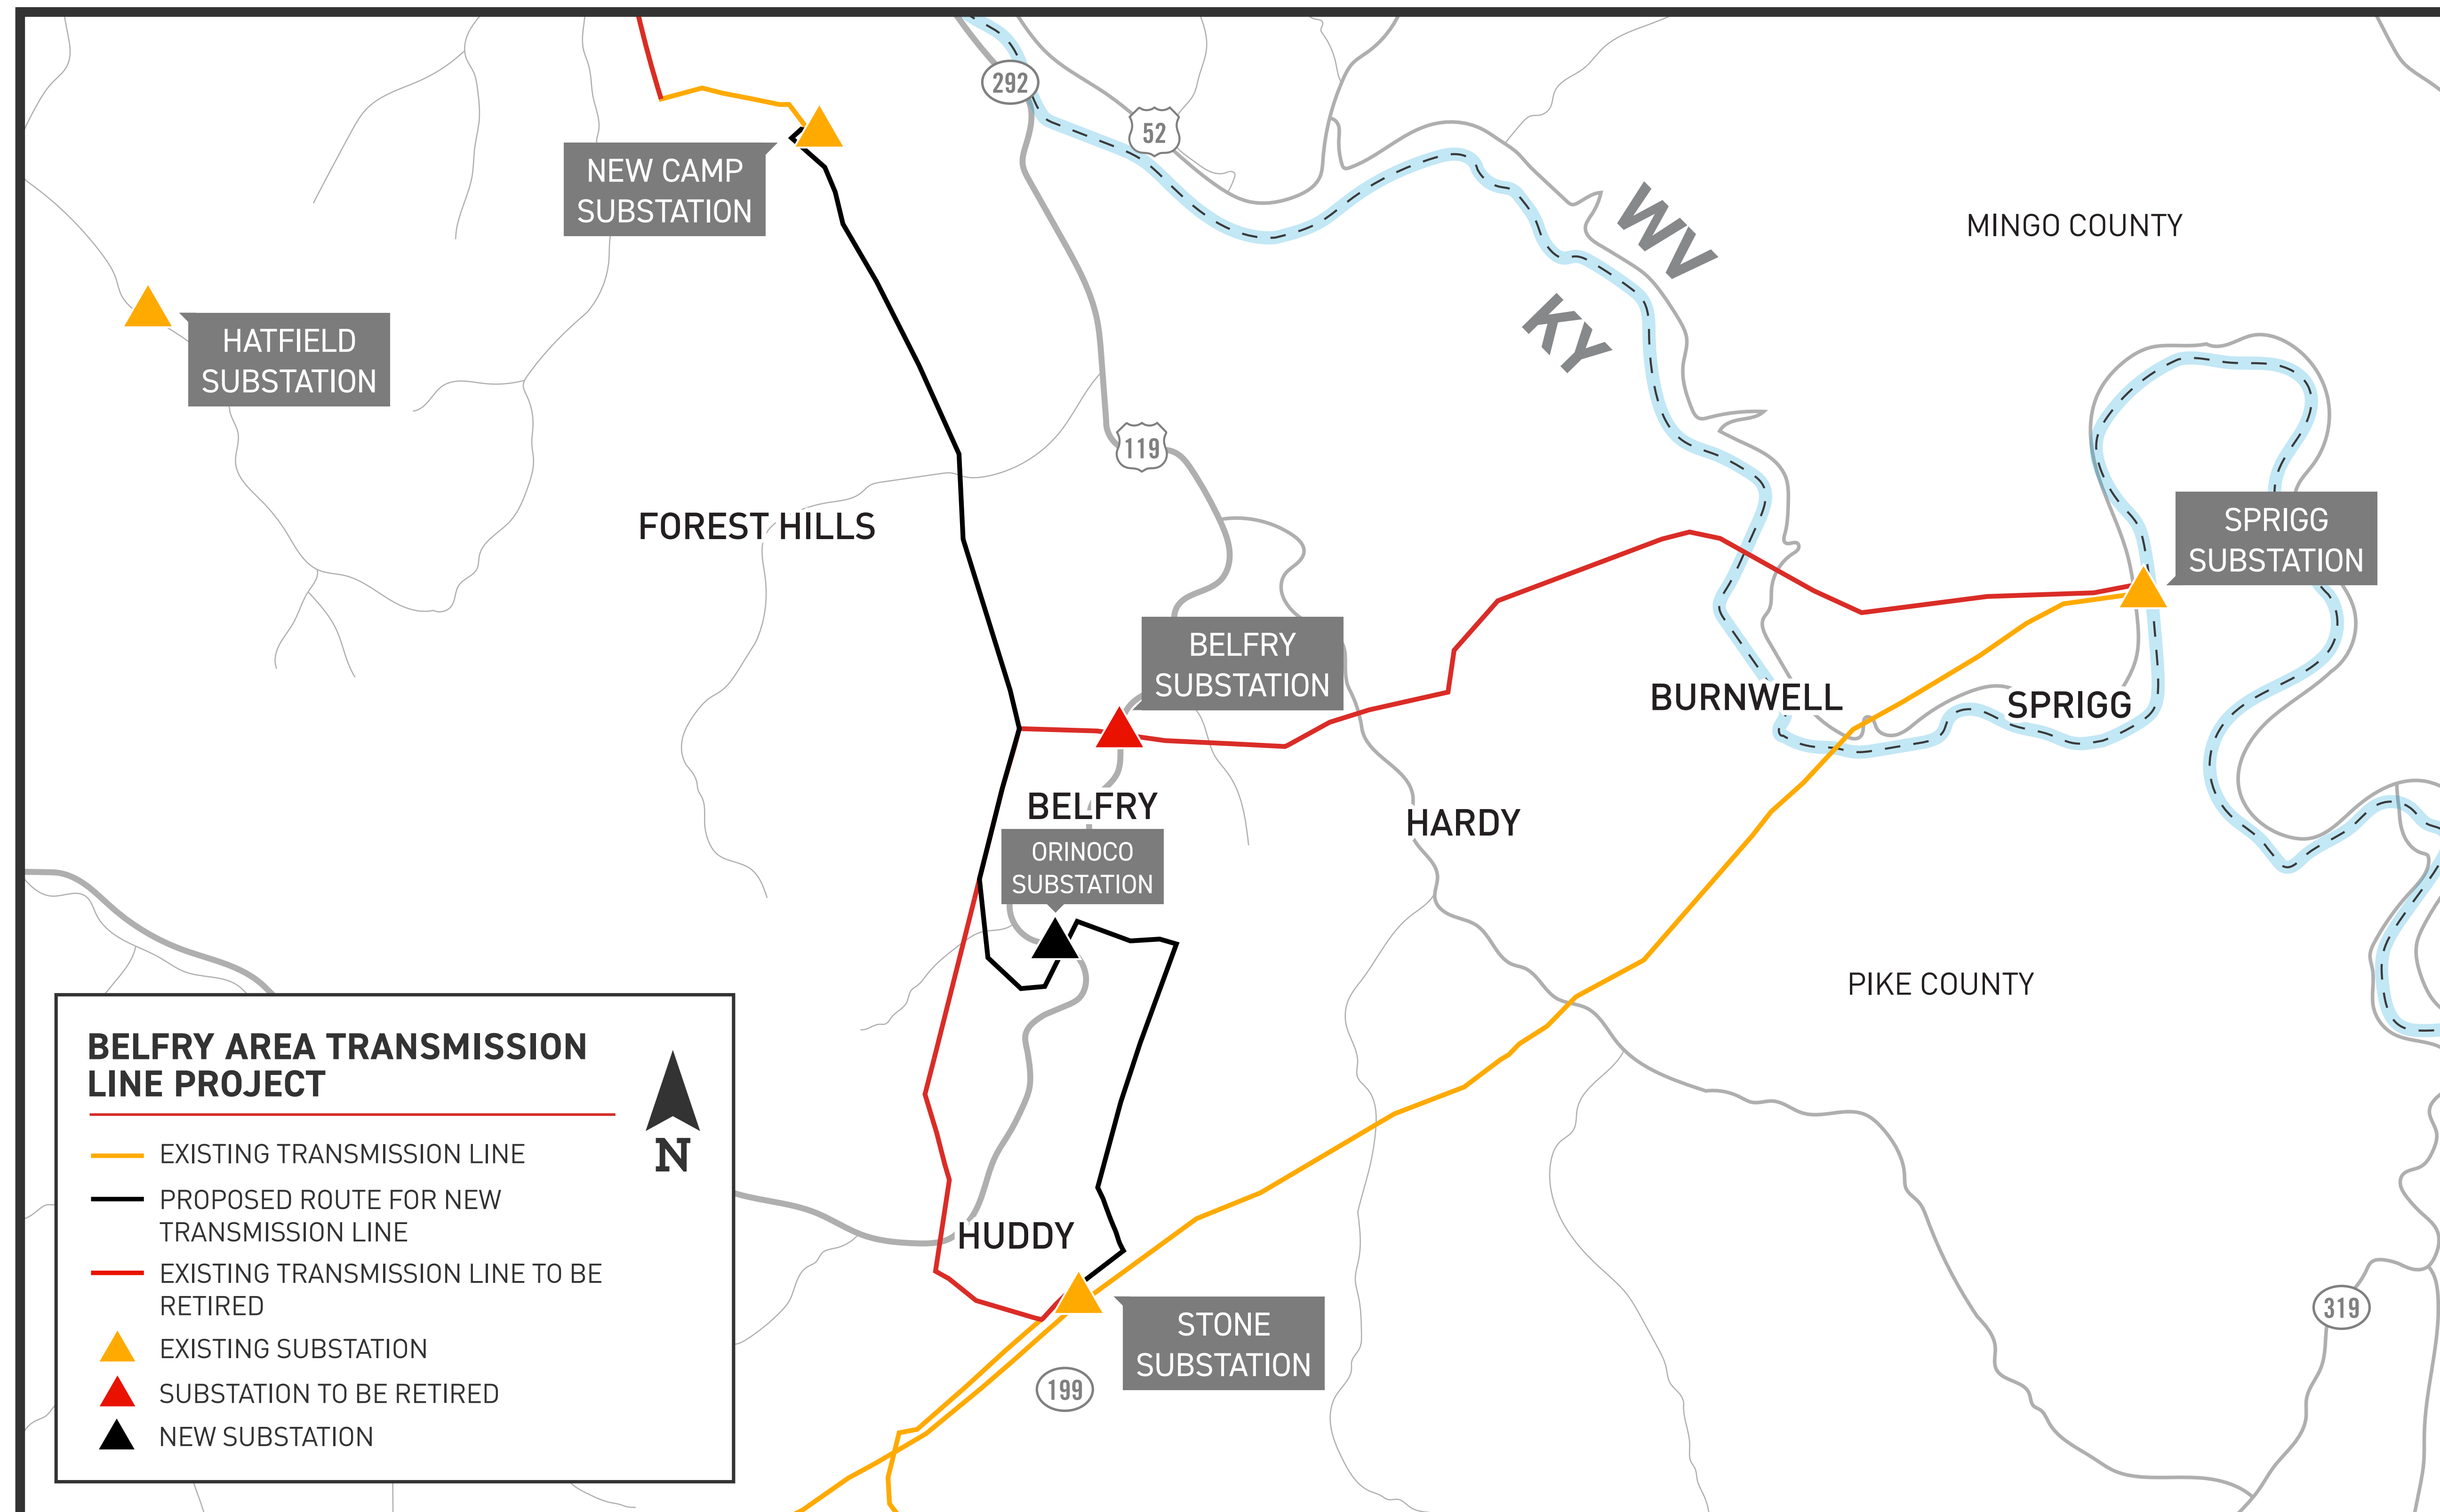 292
52
NEW CAMP
SUBSTATION
WV
KY
MINGO COUNTY
HATFIELD
SUBSTATION
119
FOREST HILLS
SPRIGG
SUBSTATION
BELFRY
SUBSTATION
BURNWELL
SPRIGG
BELFRY
HARDY
ORINOCO
SUBSTATION
PIKE COUNTY
HUDDY
STONE
SUBSTATION
199
319
BELFRY AREA TRANSMISSION
LINE PROJECT
N
EXISTING TRANSMISSION LINE
PROPOSED ROUTE FOR NEW
TRANSMISSION LINE
EXISTING TRANSMISSION LINE TO BE
RETIRED
EXISTING SUBSTATION
SUBSTATION TO BE RETIRED
NEW SUBSTATION